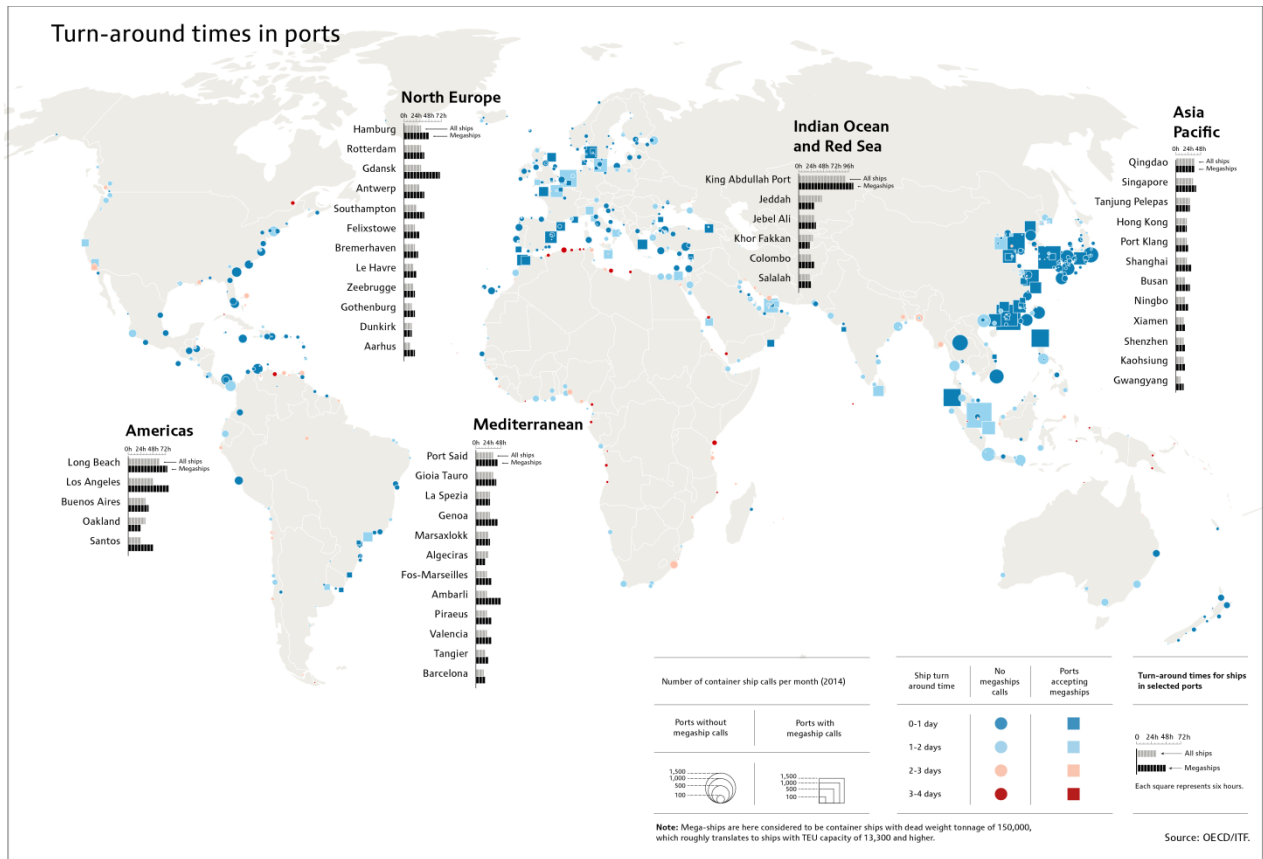 Turn-around times in ports
North Europe
0h 24h 48h 72h
All ships
Megaships
Hamburg
Rotterdam
Gdansk
Antwerp
Southampton
Felixstowe
Bremerhaven
Le Havre
Zeebrugge
Gothenburg
Dunkirk
Aarhus
Indian Ocean
and Red Sea
0h 24h 48h 72h 96h
All ships
Megaships
King Abdullah Port
Jeddah
Jebel Ali
Khor Fakkan
Colombo
Salalah
Asia
Pacific
0h 24h 48h
All ships
Megaships
Qingdao
Singapore
Tanjung Pelepas
Hong Kong
Port Klang
Shanghai
Busan
Ningbo
Xiamen
Shenzhen
Kaohsiung
Gwangyang
Americas
0h 24h 48h 72h
All ships
Megaships
Long Beach
Los Angeles
Buenos Aires
Oakland
Santos
Mediterranean
0h 24h 48h
All ships
Megaships
Port Said
Gioia Tauro
La Spezia
Genoa
Marsaxlokk
Algeciras
Fos-Marseilles
Ambarli
Piraeus
Valencia
Tangier
Barcelona
Number of container ship calls per month (2014)
Ports without
megaship calls
Ports with
megaship calls
1,500
1,000
500
100
1,500
1,000
500
100
Ship turn
around time
No
megaships
calls
Ports
accepting
megaships
0-1 day
1-2 days
2-3 days
3-4 days
Turn-around times for ships
in selected ports
0 24h 48h 72h
All ships
Megaships
Each square represents six hours.
Note: Mega-ships are here considered to be container ships with dead weight tonnage of 150,000,
which roughly translates to ships with TEU capacity of 13,300 and higher.
Source: OECD/ITF.